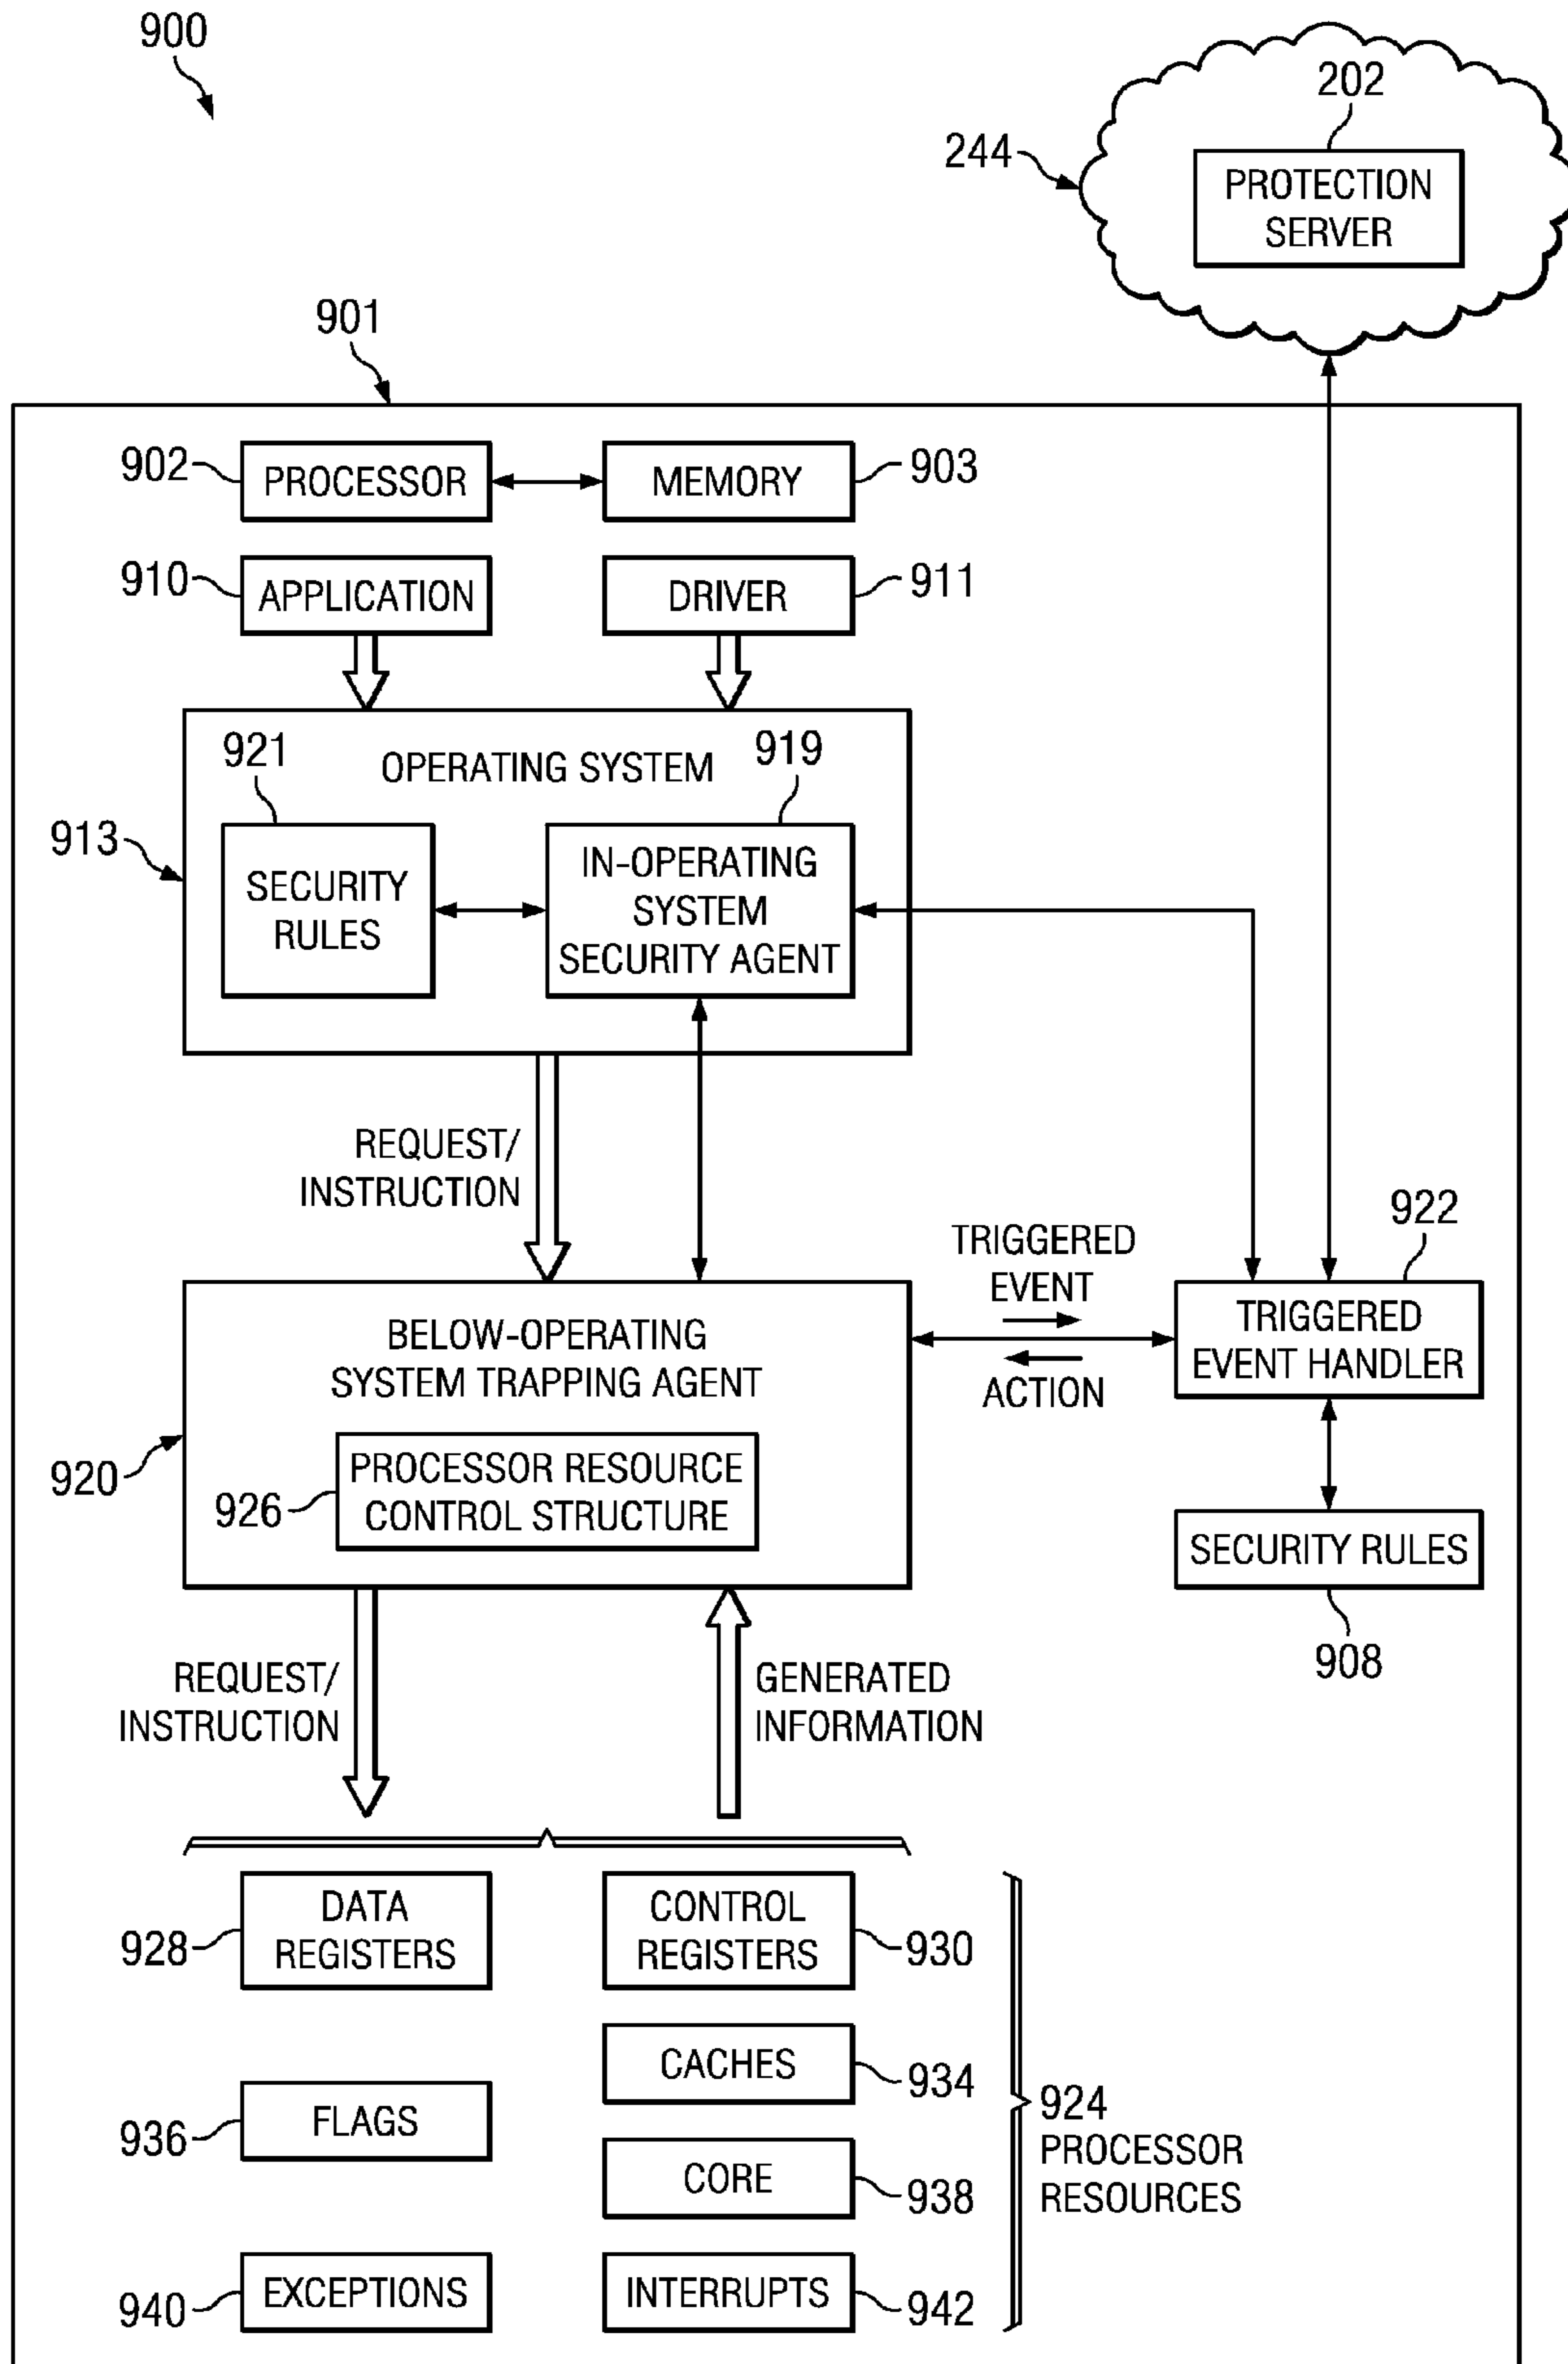 900
202
244
PROTECTION
SERVER
901
902
PROCESSOR
MEMORY
903
910
APPLICATION
DRIVER
911
921
OPERATING SYSTEM
919
913
SECURITY
RULES
IN-OPERATING
SYSTEM
SECURITY AGENT
REQUEST/
INSTRUCTION
922
TRIGGERED
EVENT
BELOW-OPERATING
SYSTEM TRAPPING AGENT
ACTION
TRIGGERED
EVENT HANDLER
920
926
PROCESSOR RESOURCE
CONTROL STRUCTURE
SECURITY RULES
908
REQUEST/
INSTRUCTION
GENERATED
INFORMATION
928
DATA
REGISTERS
CONTROL
REGISTERS
930
CACHES
934
936
FLAGS
924
PROCESSOR
RESOURCES
CORE
938
940
EXCEPTIONS
INTERRUPTS
942